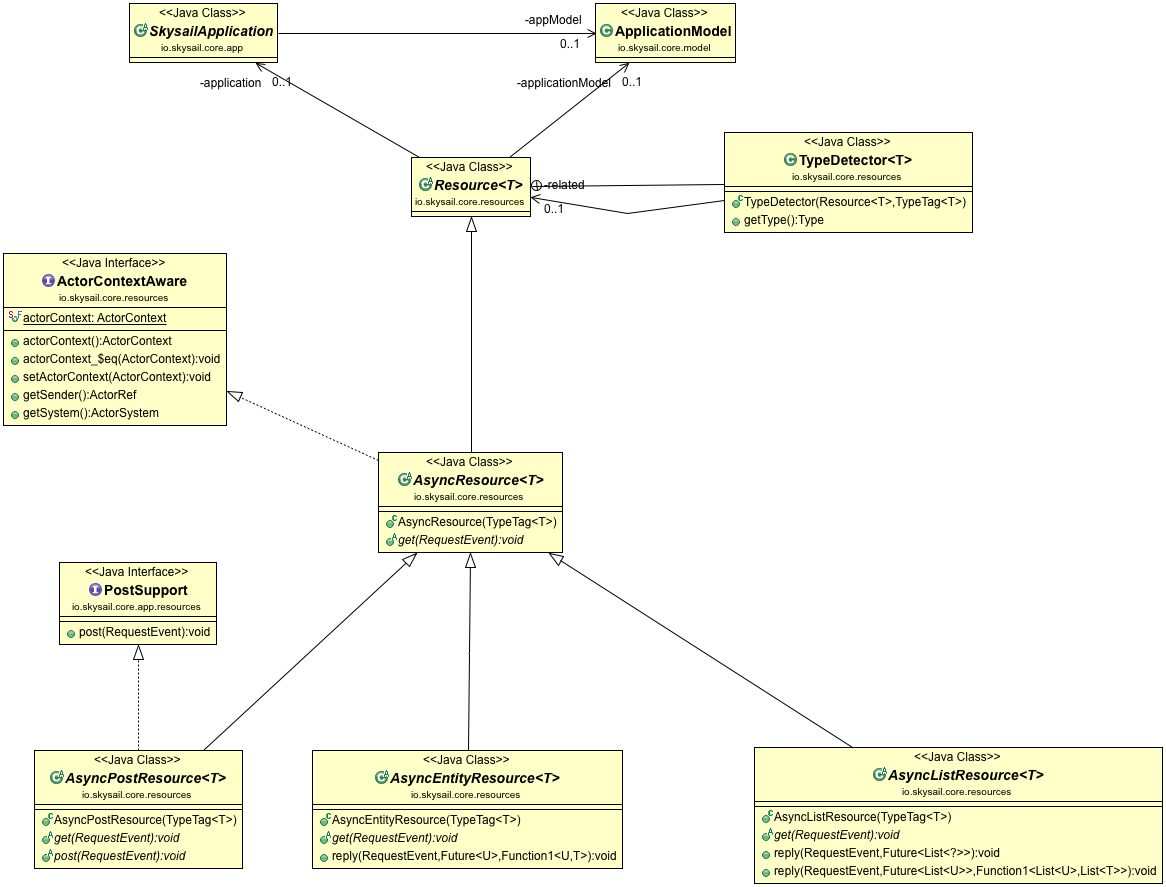 <<Java Class>>
SkysailApplication
io.skysail.core.app
-appModel
0..1
<<Java Class>>
ApplicationModel
io.skysail.core.model
-application
0..1
-applicationModel
0..1
<<Java Class>>
Resource<T>
io.skysail.core.resources
-related
0..1
<<Java Class>>
TypeDetector<T>
io.skysail.core.resources
TypeDetector(Resource<T>,TypeTag<T>)
getType():Type
<<Java Interface>>
ActorContextAware
io.skysail.core.resources
actorContext: ActorContext
actorContext():ActorContext
actorContext_$eq(ActorContext):void
setActorContext(ActorContext):void
getSender():ActorRef
getSystem():ActorSystem
<<Java Class>>
AsyncResource<T>
io.skysail.core.resources
AsyncResource(TypeTag<T>)
get(RequestEvent):void
<<Java Interface>>
PostSupport
io.skysail.core.app.resources
post(RequestEvent):void
<<Java Class>>
AsyncPostResource<T>
io.skysail.core.resources
AsyncPostResource(TypeTag<T>)
get(RequestEvent):void
post(RequestEvent):void
<<Java Class>>
AsyncEntityResource<T>
io.skysail.core.resources
AsyncEntityResource(TypeTag<T>)
get(RequestEvent):void
reply(RequestEvent,Future<U>,Function1<U,T>):void
<<Java Class>>
AsyncListResource<T>
io.skysail.core.resources
AsyncListResource(TypeTag<T>)
get(RequestEvent):void
reply(RequestEvent,Future<List<?>>):void
reply(RequestEvent,Future<List<U>>,Function1<List<U>,List<T>>):void